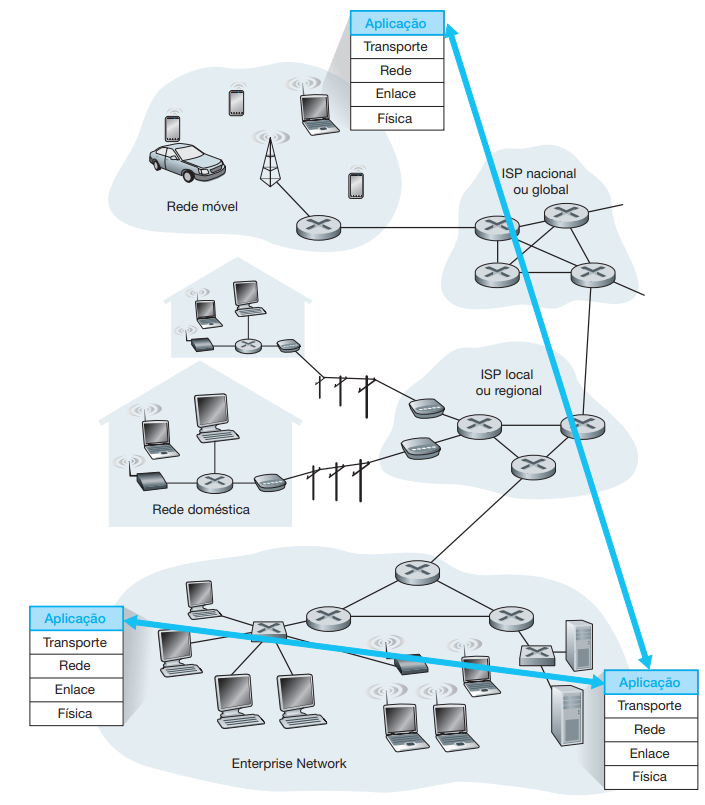 Aplicação
Transporte
Rede
Enlace
Física
ISP nacional
ou global
Rede móvel
ISP local
ou regional
Rede doméstica
Aplicação
Transporte
Rede
Enlace
Física
Aplicação
Transporte
Rede
Enlace
Física
Enterprise Network